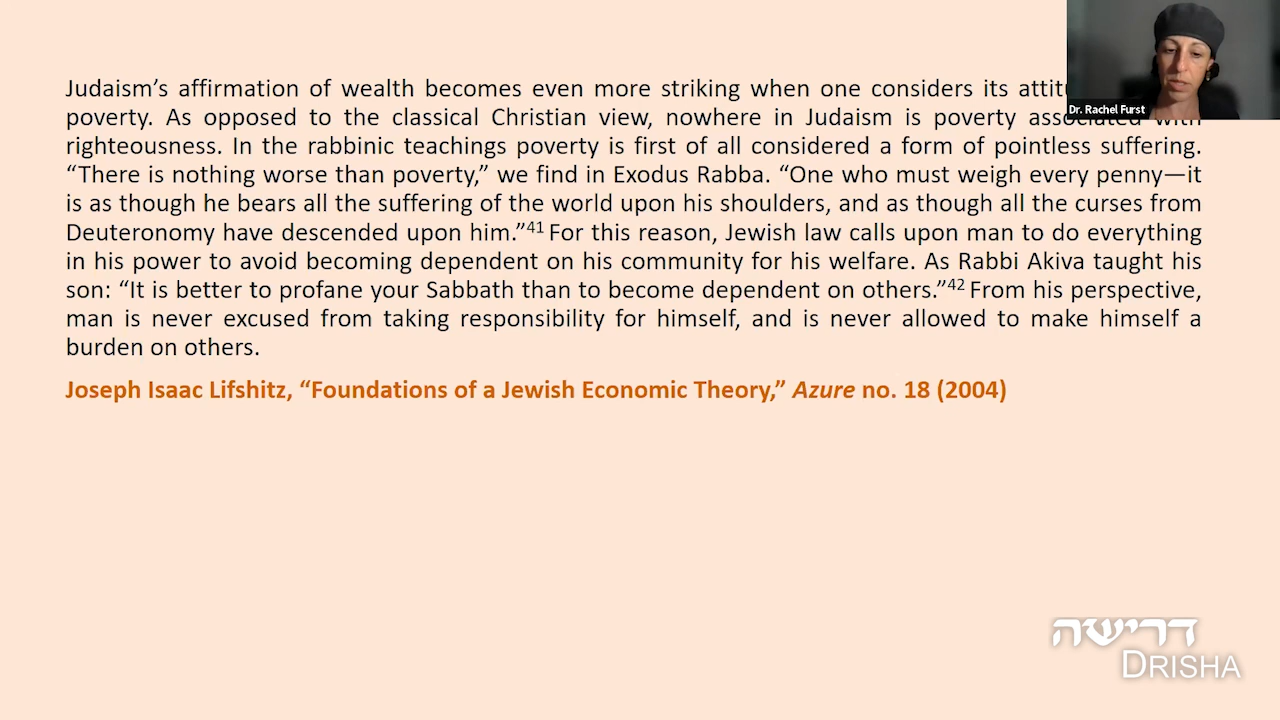 Judaism’s affirmation of wealth becomes even more striking when one considers its
poverty. As opposed to the classical Christian view, nowhere in Judaism is poverty associated with
righteousness. In the rabbinic teachings poverty is first of all considered a form of pointless suffering.
“There is nothing worse than poverty,” we find in Exodus Rabba. “One who must weigh every penny—it
is as though he bears all the suffering of the world upon his shoulders, and as though all the curses from
Deuteronomy have descended upon him.”41 For this reason, Jewish law calls upon man to do everything
in his power to avoid becoming dependent on his community for his welfare. As Rabbi Akiva taught his
son: “It is better to profane your Sabbath than to become dependent on others.”42 From his perspective,
man is never excused from taking responsibility for himself, and is never allowed to make himself a
burden on others.
Joseph Isaac Lifshitz, “Foundations of a Jewish Economic Theory,” Azure no. 18 (2004)
Dr. Rachel Furst
דרישה
DRISHA